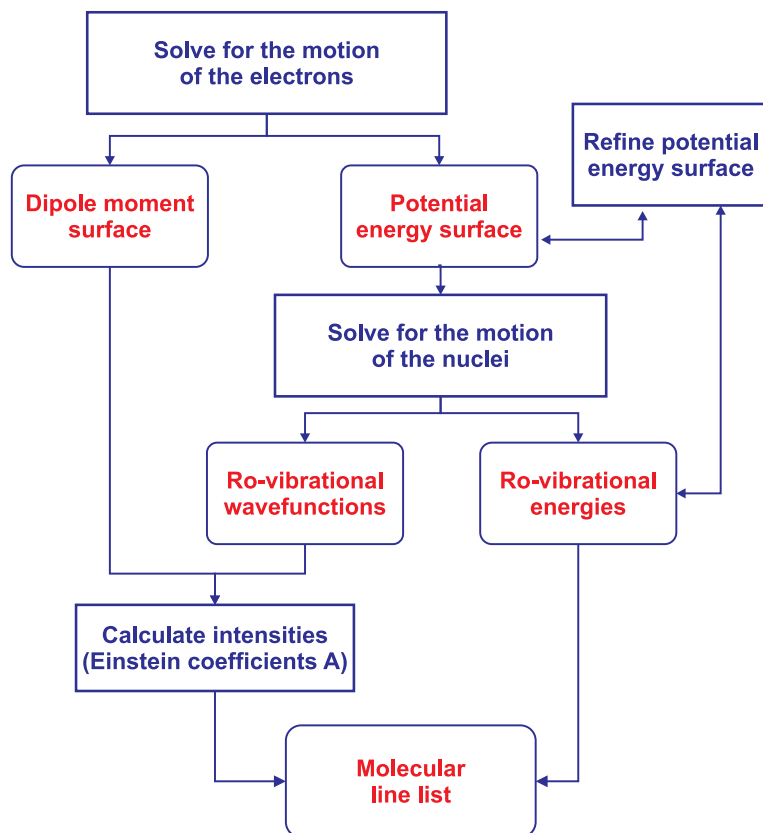 Solve for the motion
of the electrons
Refine potential
energy surface
Dipole moment
surface
Potential
energy surface
Solve for the motion
of the nuclei
Ro-vibrational
wavefunctions
Ro-vibrational
energies
Calculate intensities
(Einstein coefficients A)
Molecular
line list